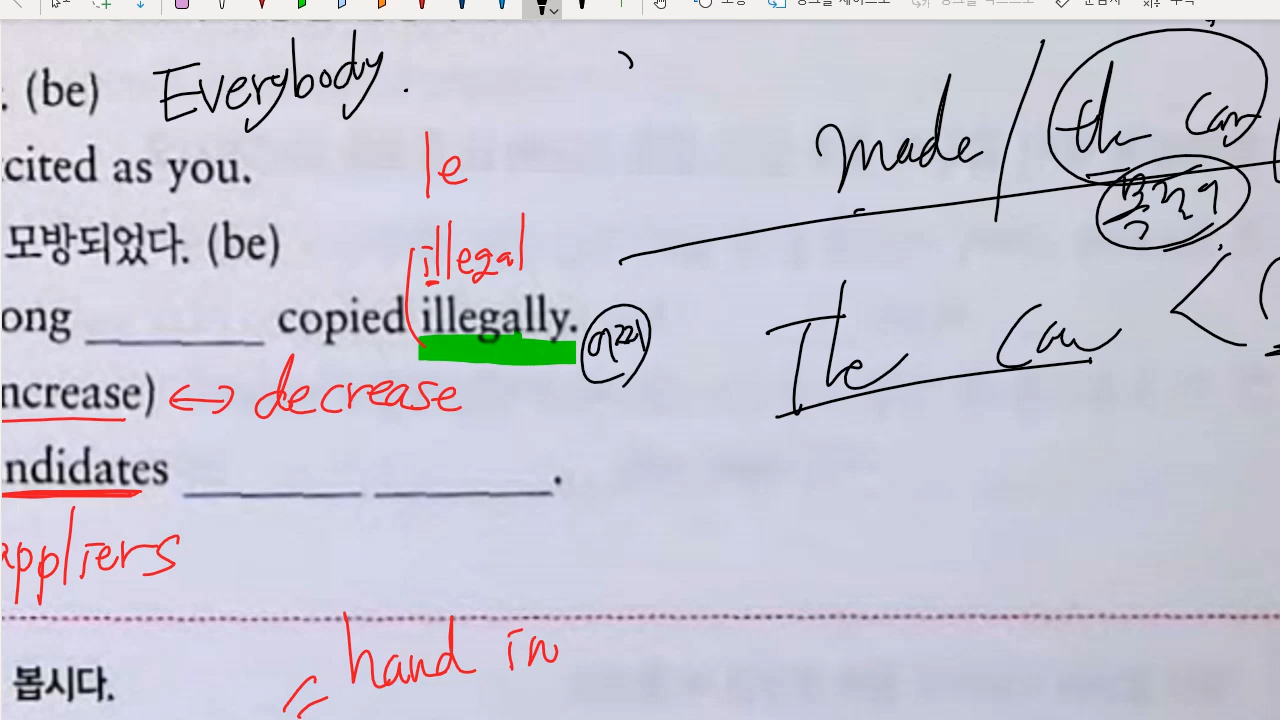 . (be) Everybody.
made / the car
cited as you.
le
모방되었다. (be)
illegal
ong ________ copied illegally.
The car <
ncrease) ↔ decrease
andidates ________ ________.
ppliers
= hand in
봅시다.